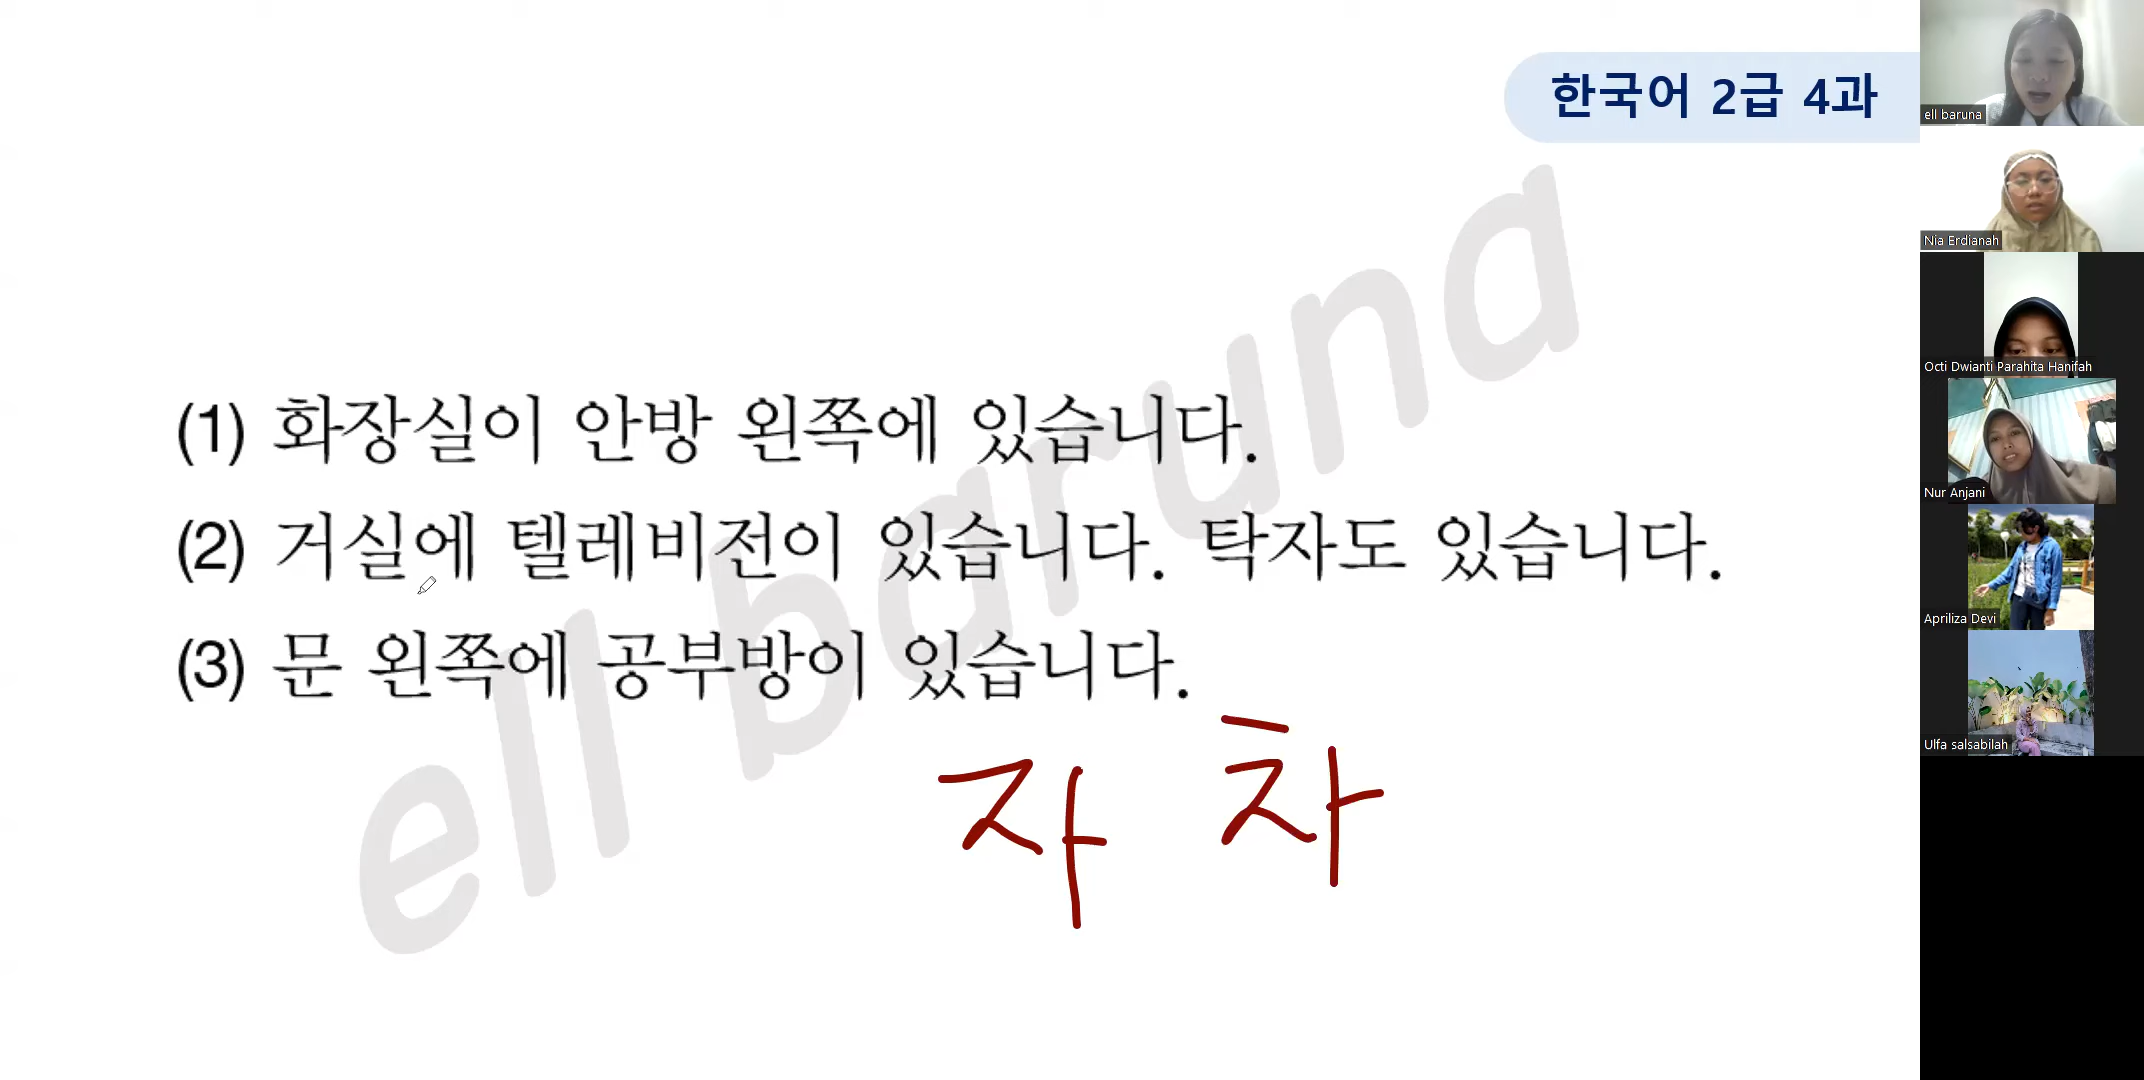 한국어 2급 4과
(1) 화장실이 안방 왼쪽에 있습니다.
(2) 거실에 텔레비전이 있습니다. 탁자도 있습니다.
(3) 문 왼쪽에 공부방이 있습니다.
자 차
ell baruna
ell baruna
Nia Erdianah
Octi Dwianti Parahita Hanifah
Nur Anjani
Apriliza Devi
Ulfa salsabilah